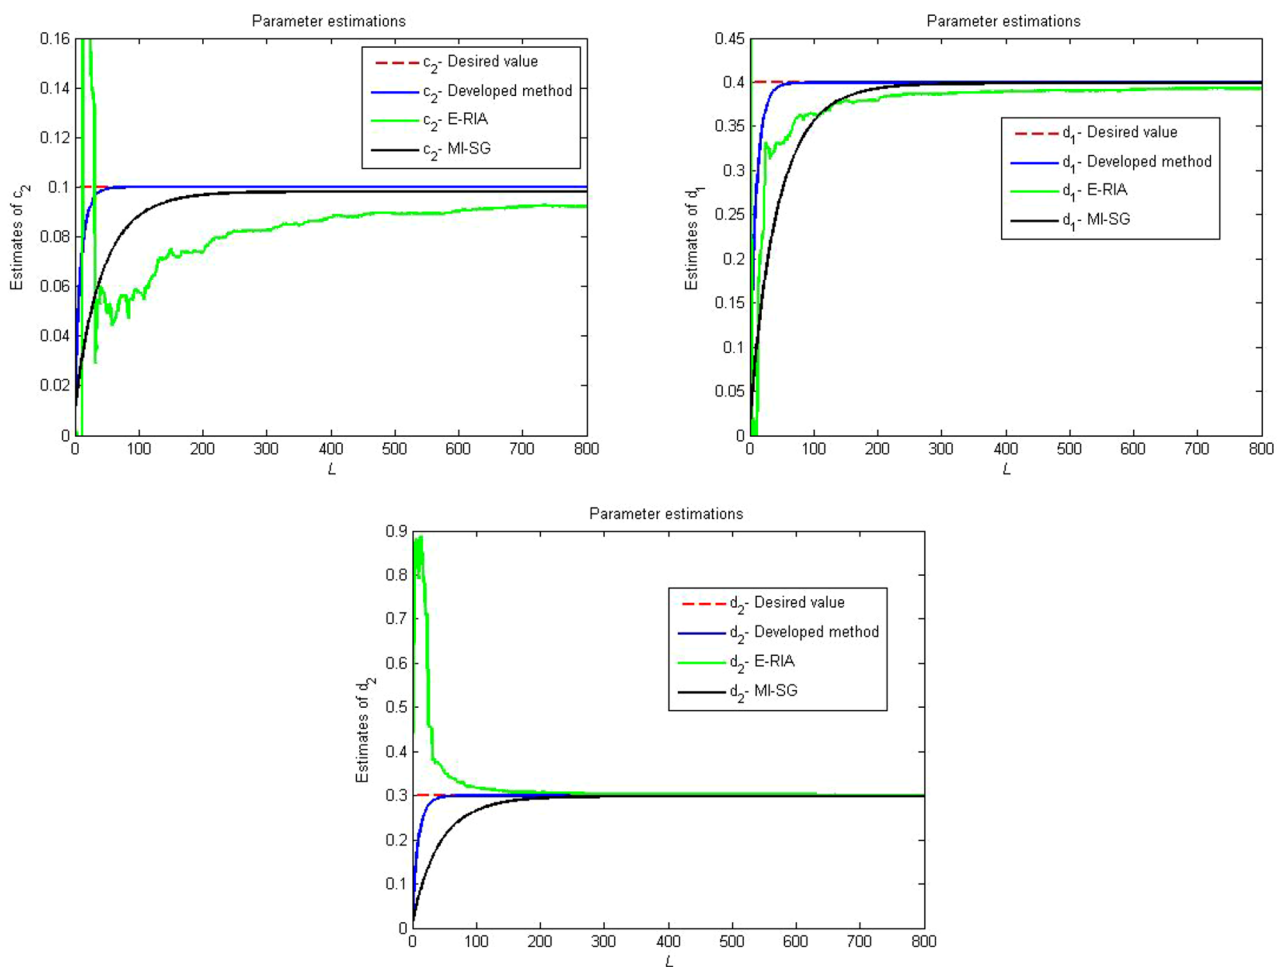 Parameter estimations
0.16
0.14
0.12
0.1
0.08
0.06
0.04
0.02
0
Estimates of c2
c2- Desired value
c2- Developed method
c2- E-RIA
c2- MI-SG
0 100 200 300 400 500 600 700 800
L
Parameter estimations
0.45
0.4
0.35
0.3
0.25
0.2
0.15
0.1
0.05
0
Estimates of d1
d1- Desired value
d1- Developed method
d1- E-RIA
d1- MI-SG
0 100 200 300 400 500 600 700 800
L
Parameter estimations
0.9
0.8
0.7
0.6
0.5
0.4
0.3
0.2
0.1
0
Estimates of d2
d2- Desired value
d2- Developed method
d2- E-RIA
d2- MI-SG
0 100 200 300 400 500 600 700 800
L